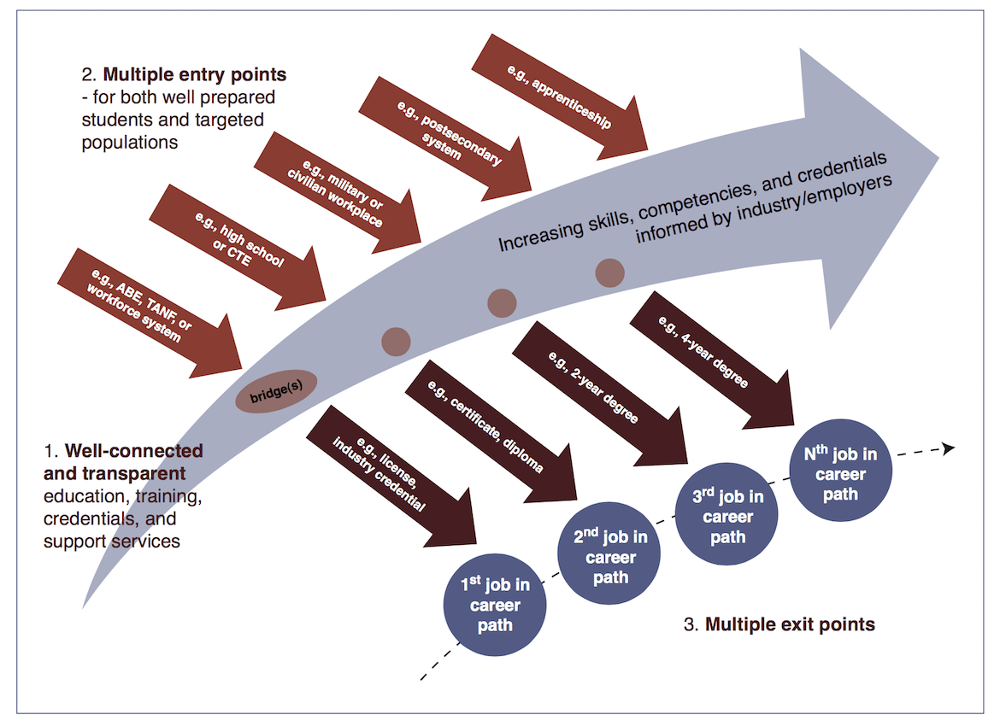 2. Multiple entry points
- for both well prepared
students and targeted
populations
e.g., apprenticeship
e.g., postsecondary
system
e.g., military or
civilian workplace
e.g., high school
or CTE
e.g., ABE, TANF, or
workforce system
Increasing skills, competencies, and credentials
informed by industry/employers
bridge(s)
1. Well-connected
and transparent
education, training,
credentials, and
support services
e.g., license,
industry credential
e.g., certificate, diploma
e.g., 2-year degree
e.g., 4-year degree
1st job in
career
path
2nd job in
career
path
3rd job in
career
path
Nth job in
career
path
3. Multiple exit points